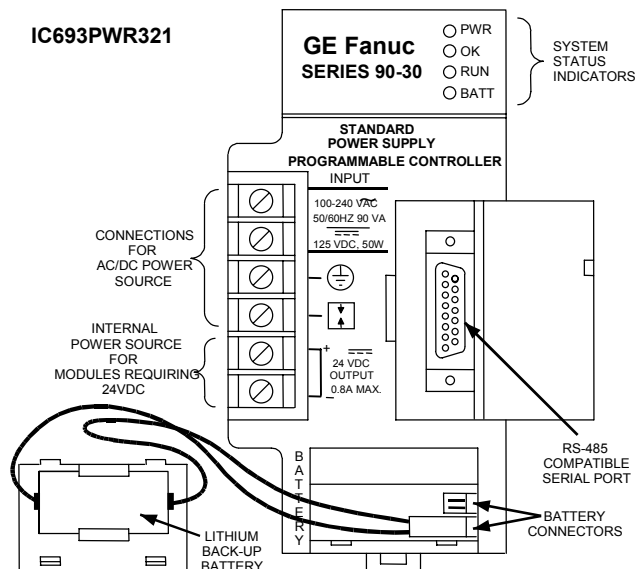 IC693PWR321
GE Fanuc
SERIES 90-30
PWR
OK
RUN
BATT
SYSTEM
STATUS
INDICATORS
STANDARD
POWER SUPPLY
PROGRAMMABLE CONTROLLER
INPUT
100-240 VAC
50/60HZ 90 VA
125 VDC, 50W
CONNECTIONS
FOR
AC/DC POWER
SOURCE
INTERNAL
POWER SOURCE
FOR
MODULES REQUIRING
24VDC
+
24 VDC
OUTPUT
0.8A MAX.
–
RS-485
COMPATIBLE
SERIAL PORT
BATTERY
BATTERY
CONNECTORS
LITHIUM
BACK-UP
BATTERY